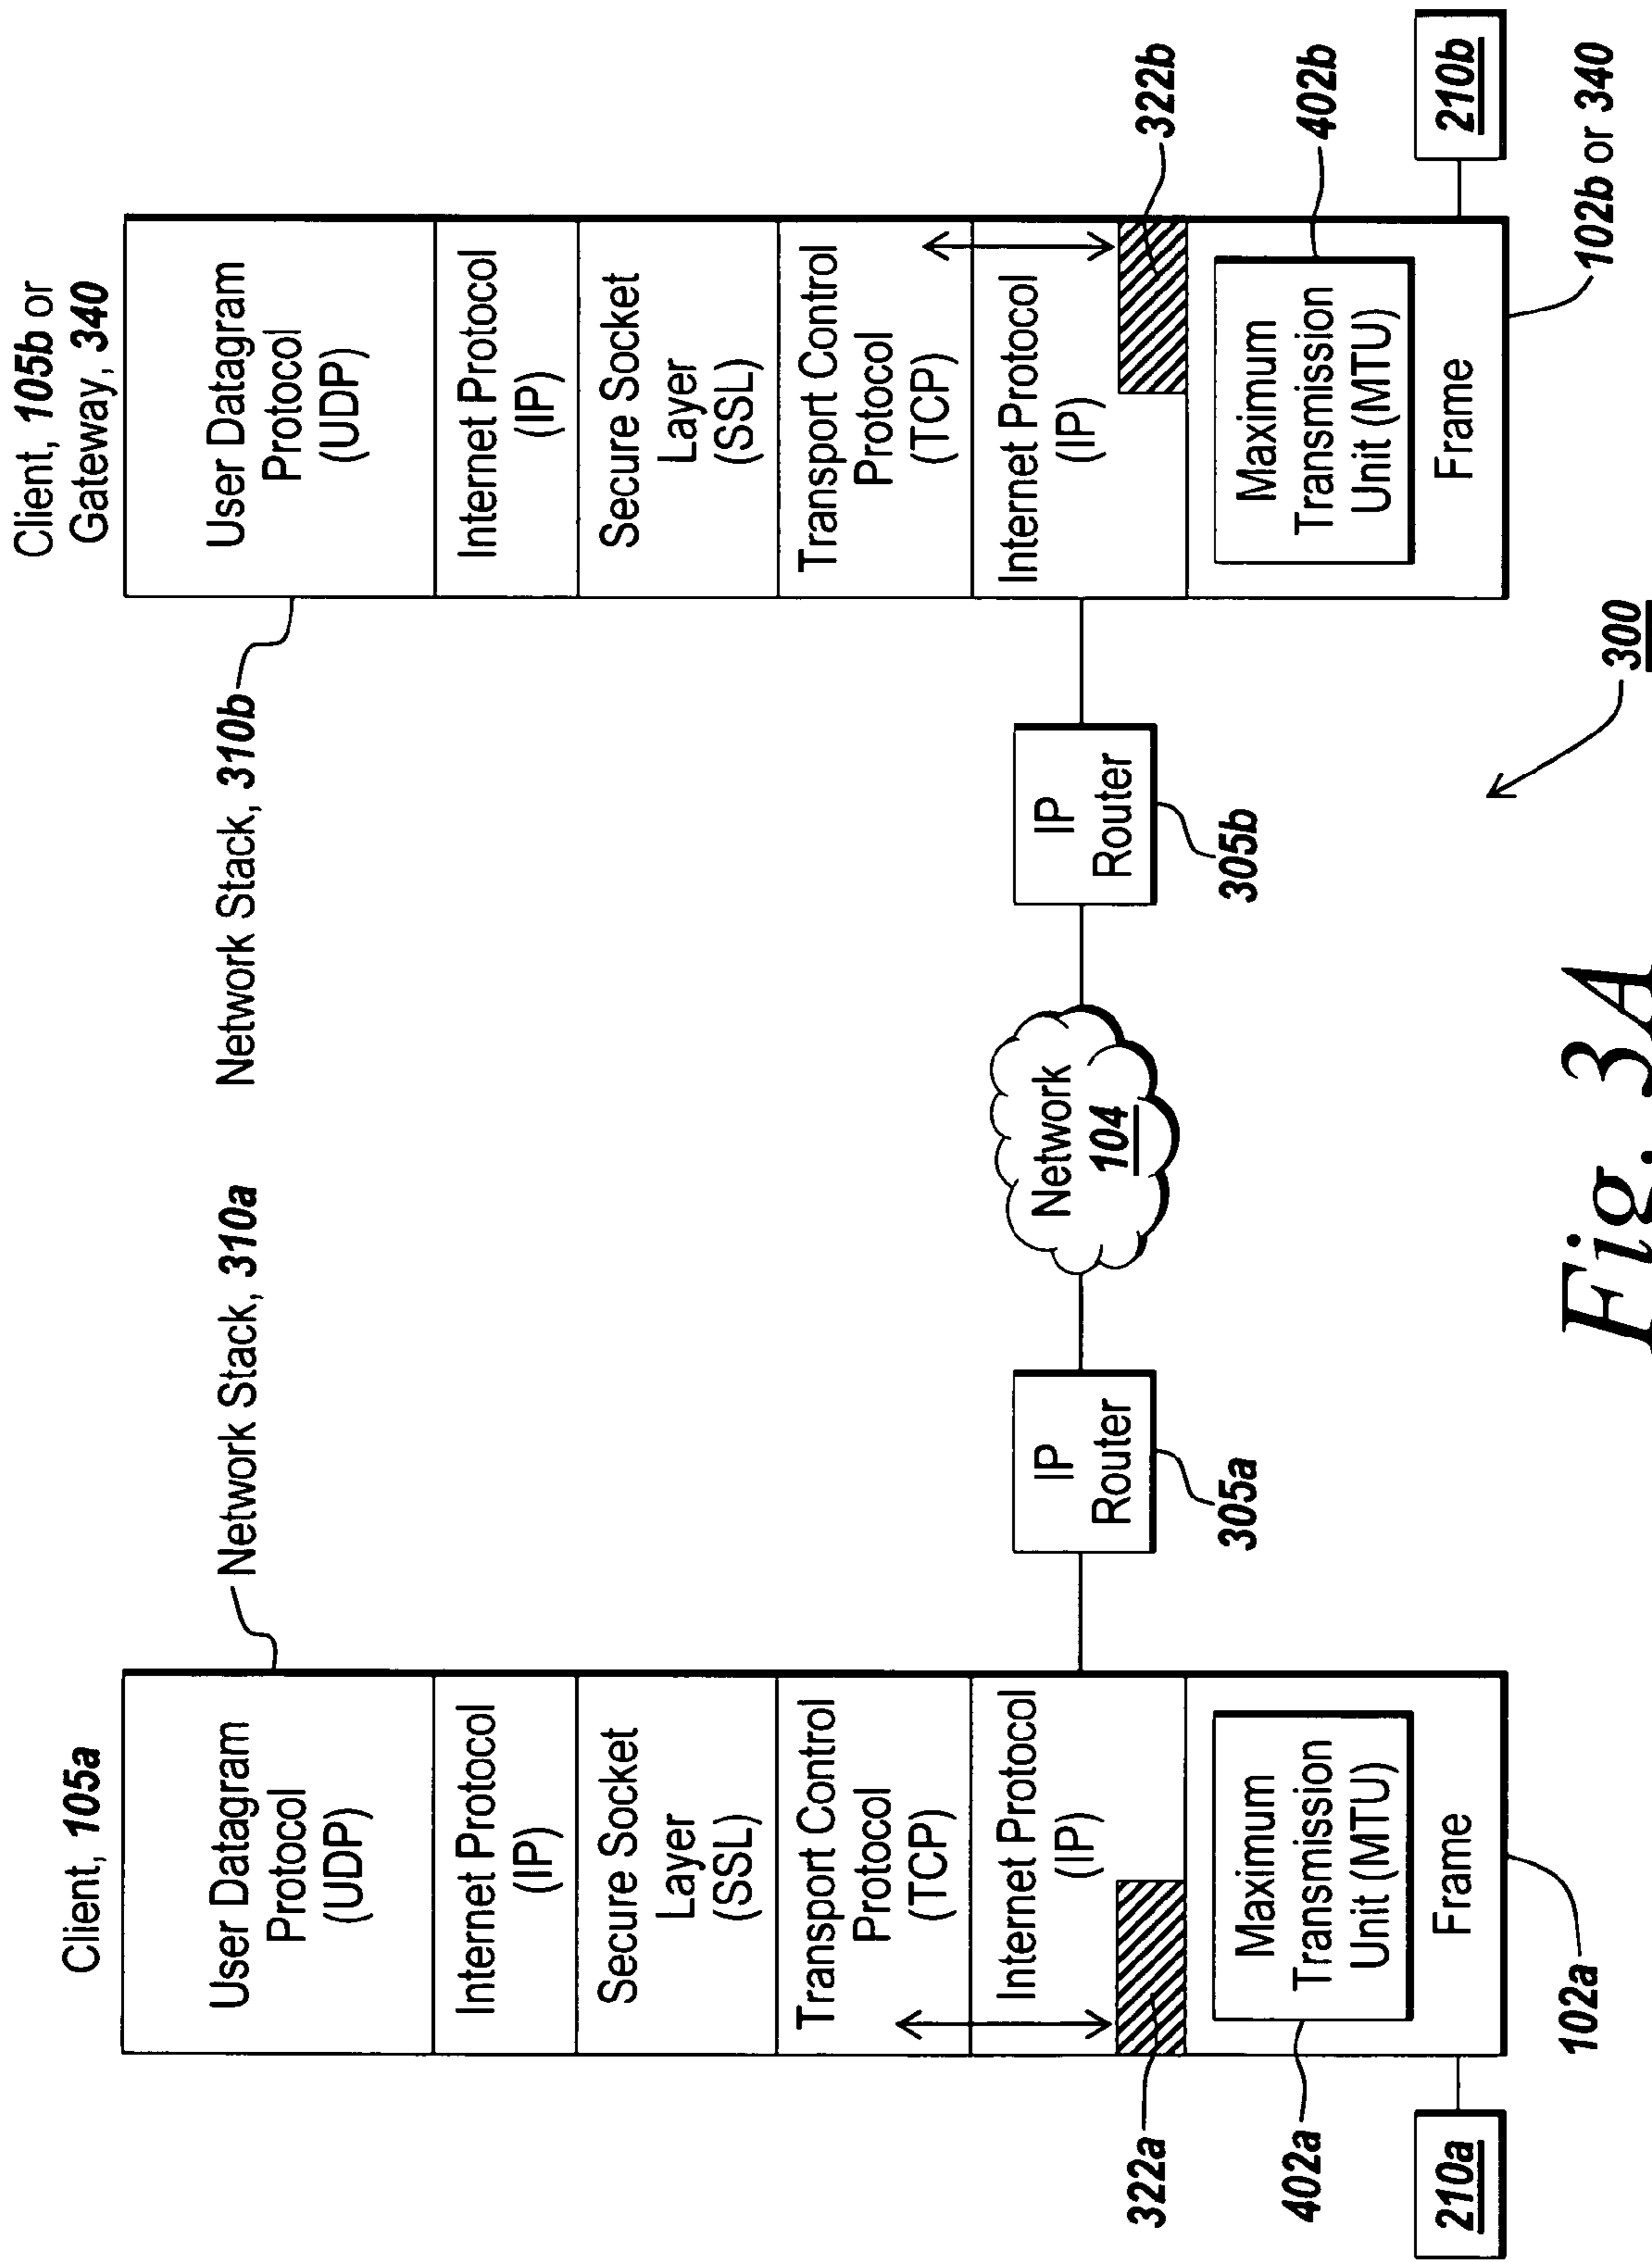 Client, 105a
User Datagram
Protocol
(UDP)
Internet Protocol
(IP)
Secure Socket
Layer
(SSL)
Transport Control
Protocol
(TCP)
Internet Protocol
(IP)
Maximum
Transmission
Unit (MTU)
Frame
322a
402a
210a
102a
Network Stack, 310a
IP
Router
305a
Network
104
IP
Router
305b
Network Stack, 310b
Client, 105b or
Gateway, 340
User Datagram
Protocol
(UDP)
Internet Protocol
(IP)
Secure Socket
Layer
(SSL)
Transport Control
Protocol
(TCP)
Internet Protocol
(IP)
Maximum
Transmission
Unit (MTU)
Frame
322b
402b
210b
102b or 340
300
Fig. 3A